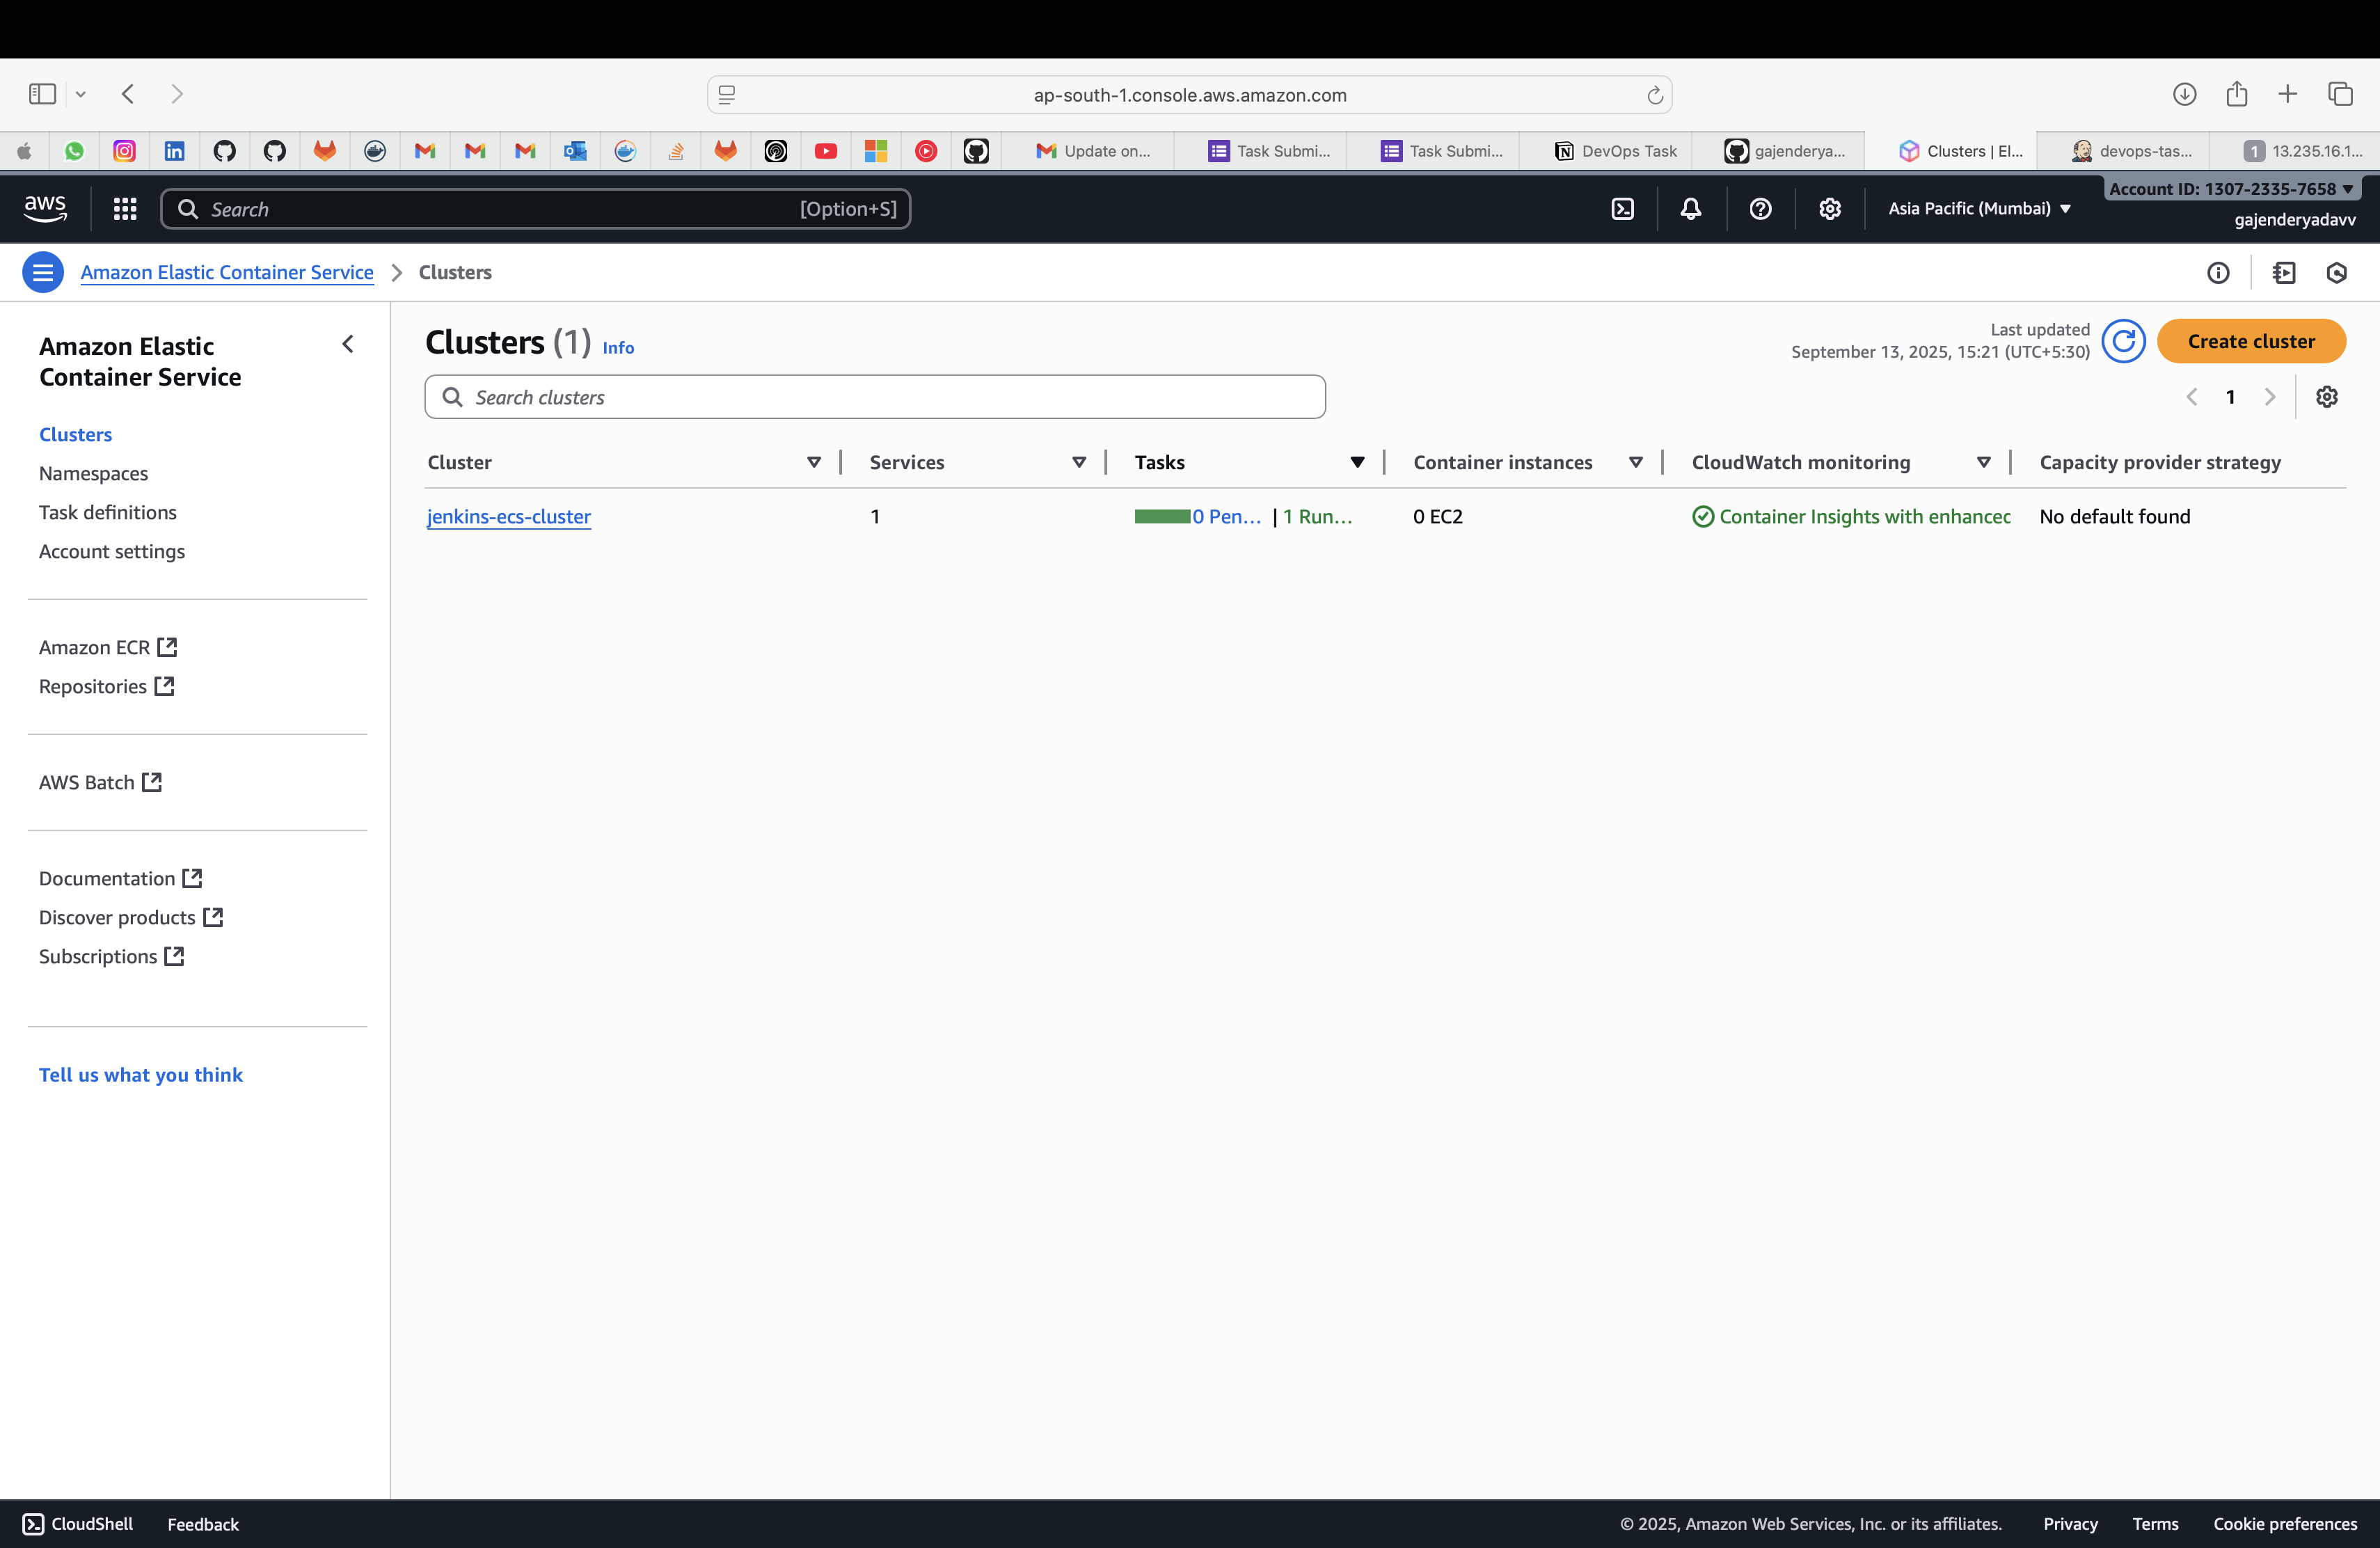 ap-south-1.console.aws.amazon.com
Update on...
Task Submi...
Task Submi...
DevOps Task
gajenderya...
Clusters | El...
devops-tas...
1 13.235.16.1...
aws
Search [Option+S]
Asia Pacific (Mumbai)
Account ID: 1307-2335-7658
gajenderyadavv
Amazon Elastic Container Service > Clusters
Amazon Elastic
Container Service
Clusters
Namespaces
Task definitions
Account settings
Amazon ECR
Repositories
AWS Batch
Documentation
Discover products
Subscriptions
Tell us what you think
Clusters (1) Info
Last updated
September 13, 2025, 15:21 (UTC+5:30)
Create cluster
Search clusters
1
Cluster Services Tasks Container instances CloudWatch monitoring Capacity provider strategy
jenkins-ecs-cluster 1 0 Pen... | 1 Run... 0 EC2 Container Insights with enhancec No default found
CloudShell Feedback © 2025, Amazon Web Services, Inc. or its affiliates. Privacy Terms Cookie preferences